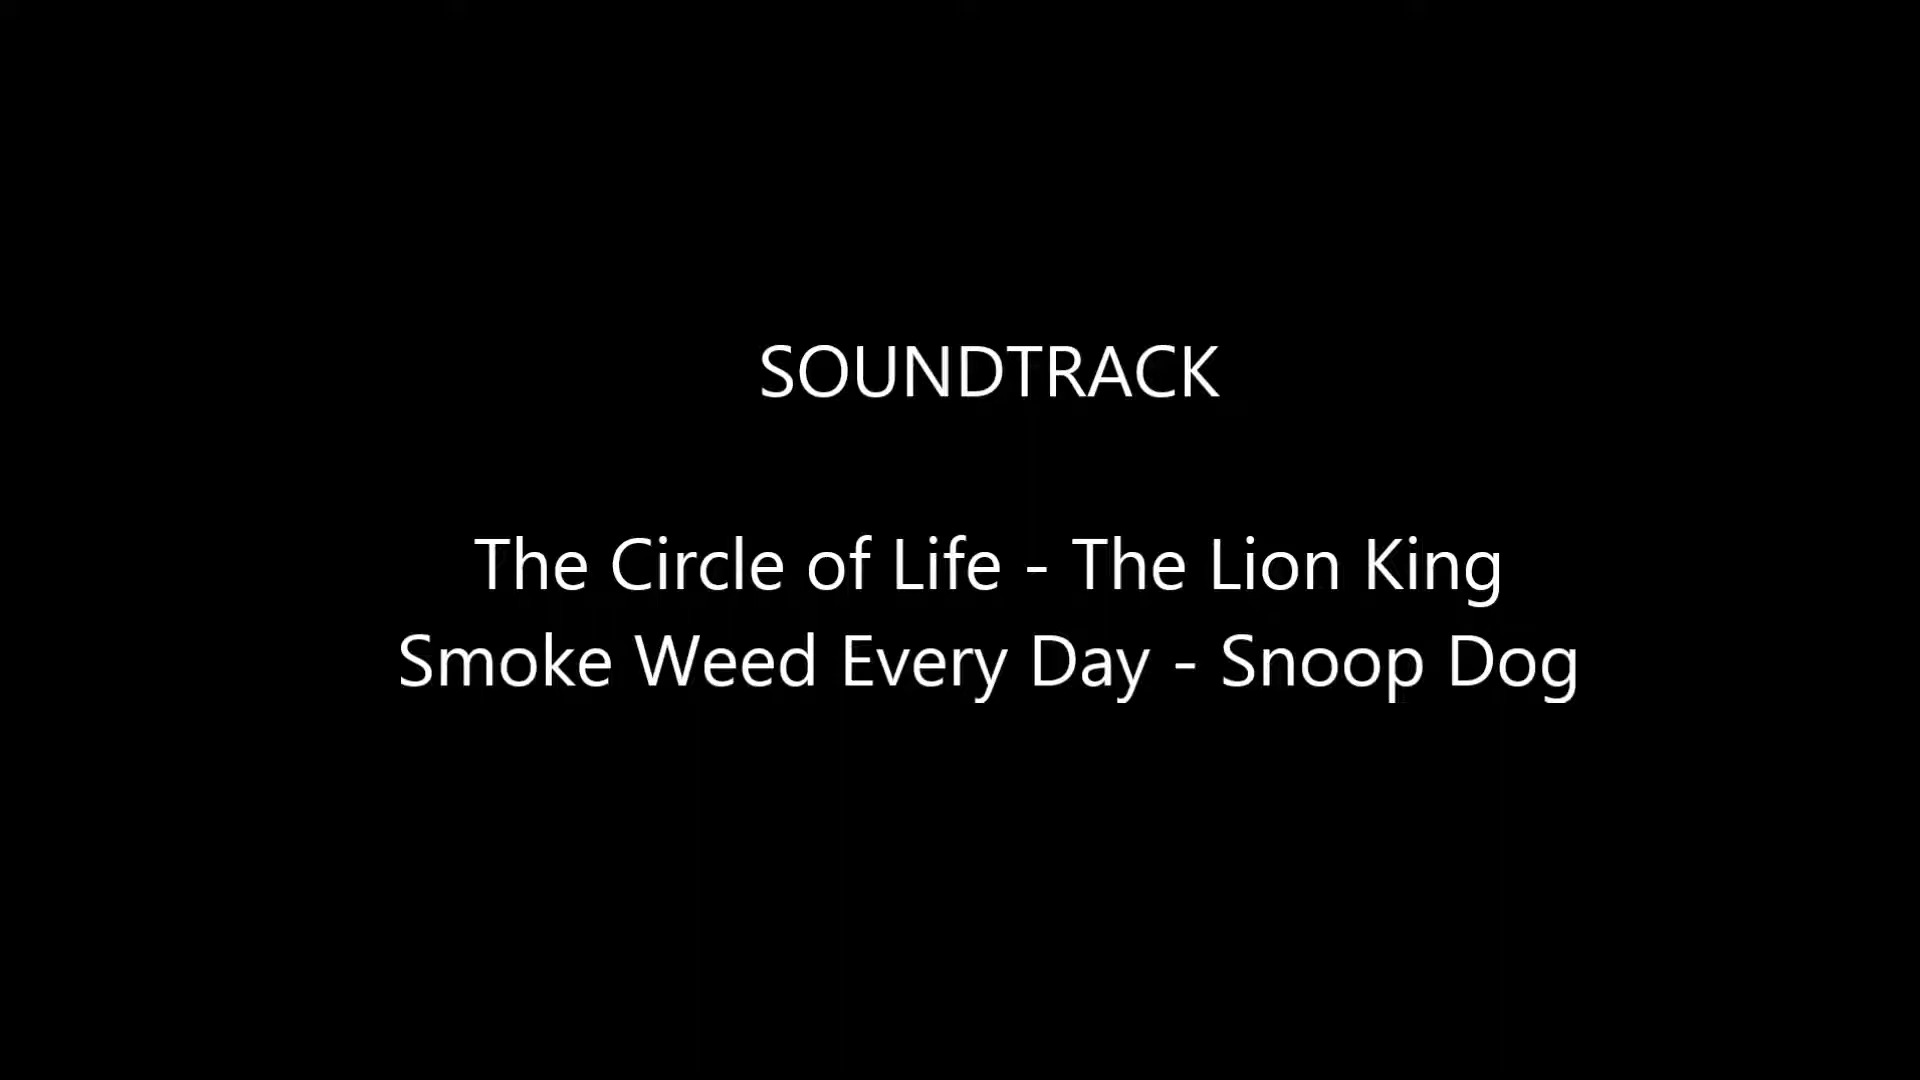 SOUNDTRACK
The Circle of Life - The Lion King
Smoke Weed Every Day - Snoop Dog